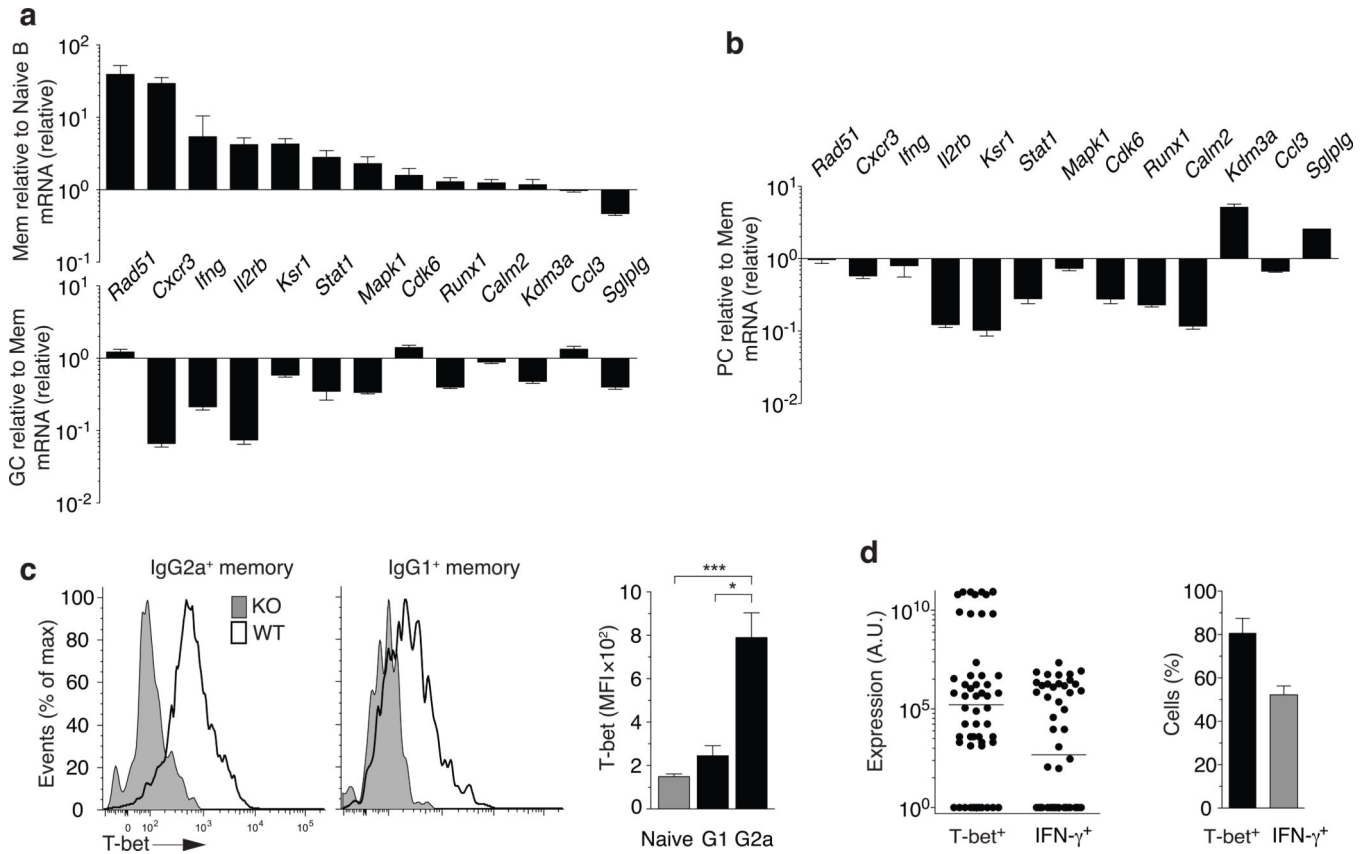 a
Mem relative to Naive B
mRNA (relative)
10²
10¹
10⁰
10⁻¹
Rad51
Cxcr3
Ifng
Il2rb
Ksr1
Stat1
Mapk1
Cdk6
Runx1
Calm2
Kdm3a
Ccl3
Sglplg
GC relative to Mem
mRNA (relative)
10¹
10⁰
10⁻¹
10⁻²
b
Rad51
Cxcr3
Ifng
Il2rb
Ksr1
Stat1
Mapk1
Cdk6
Runx1
Calm2
Kdm3a
Ccl3
Sglplg
PC relative to Mem
mRNA (relative)
10¹
10⁰
10⁻¹
10⁻²
c
IgG2a⁺ memory
IgG1⁺ memory
KO
WT
Events (% of max)
100
80
60
40
20
0
0 10² 10³ 10⁴ 10⁵
T-bet
***
*
T-bet (MFI ×10²)
10
8
6
4
2
0
Naive G1 G2a
d
Expression (A.U.)
10¹⁰
10⁵
10⁰
T-bet⁺ IFN-γ⁺
Cells (%)
100
80
60
40
20
0
T-bet⁺ IFN-γ⁺